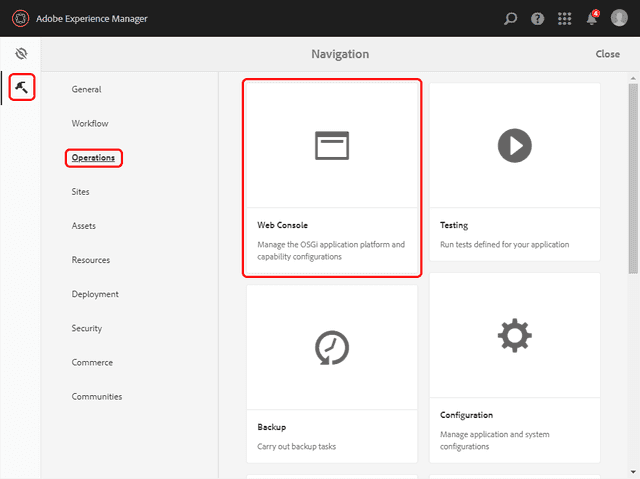 Adobe Experience Manager
?
4
Navigation
Close
General
Workflow
Operations
Sites
Assets
Resources
Deployment
Security
Commerce
Communities
Web Console
Manage the OSGi application platform and
capability configurations
Testing
Run tests defined for your application
Backup
Carry out backup tasks
Configuration
Manage application and system
configurations